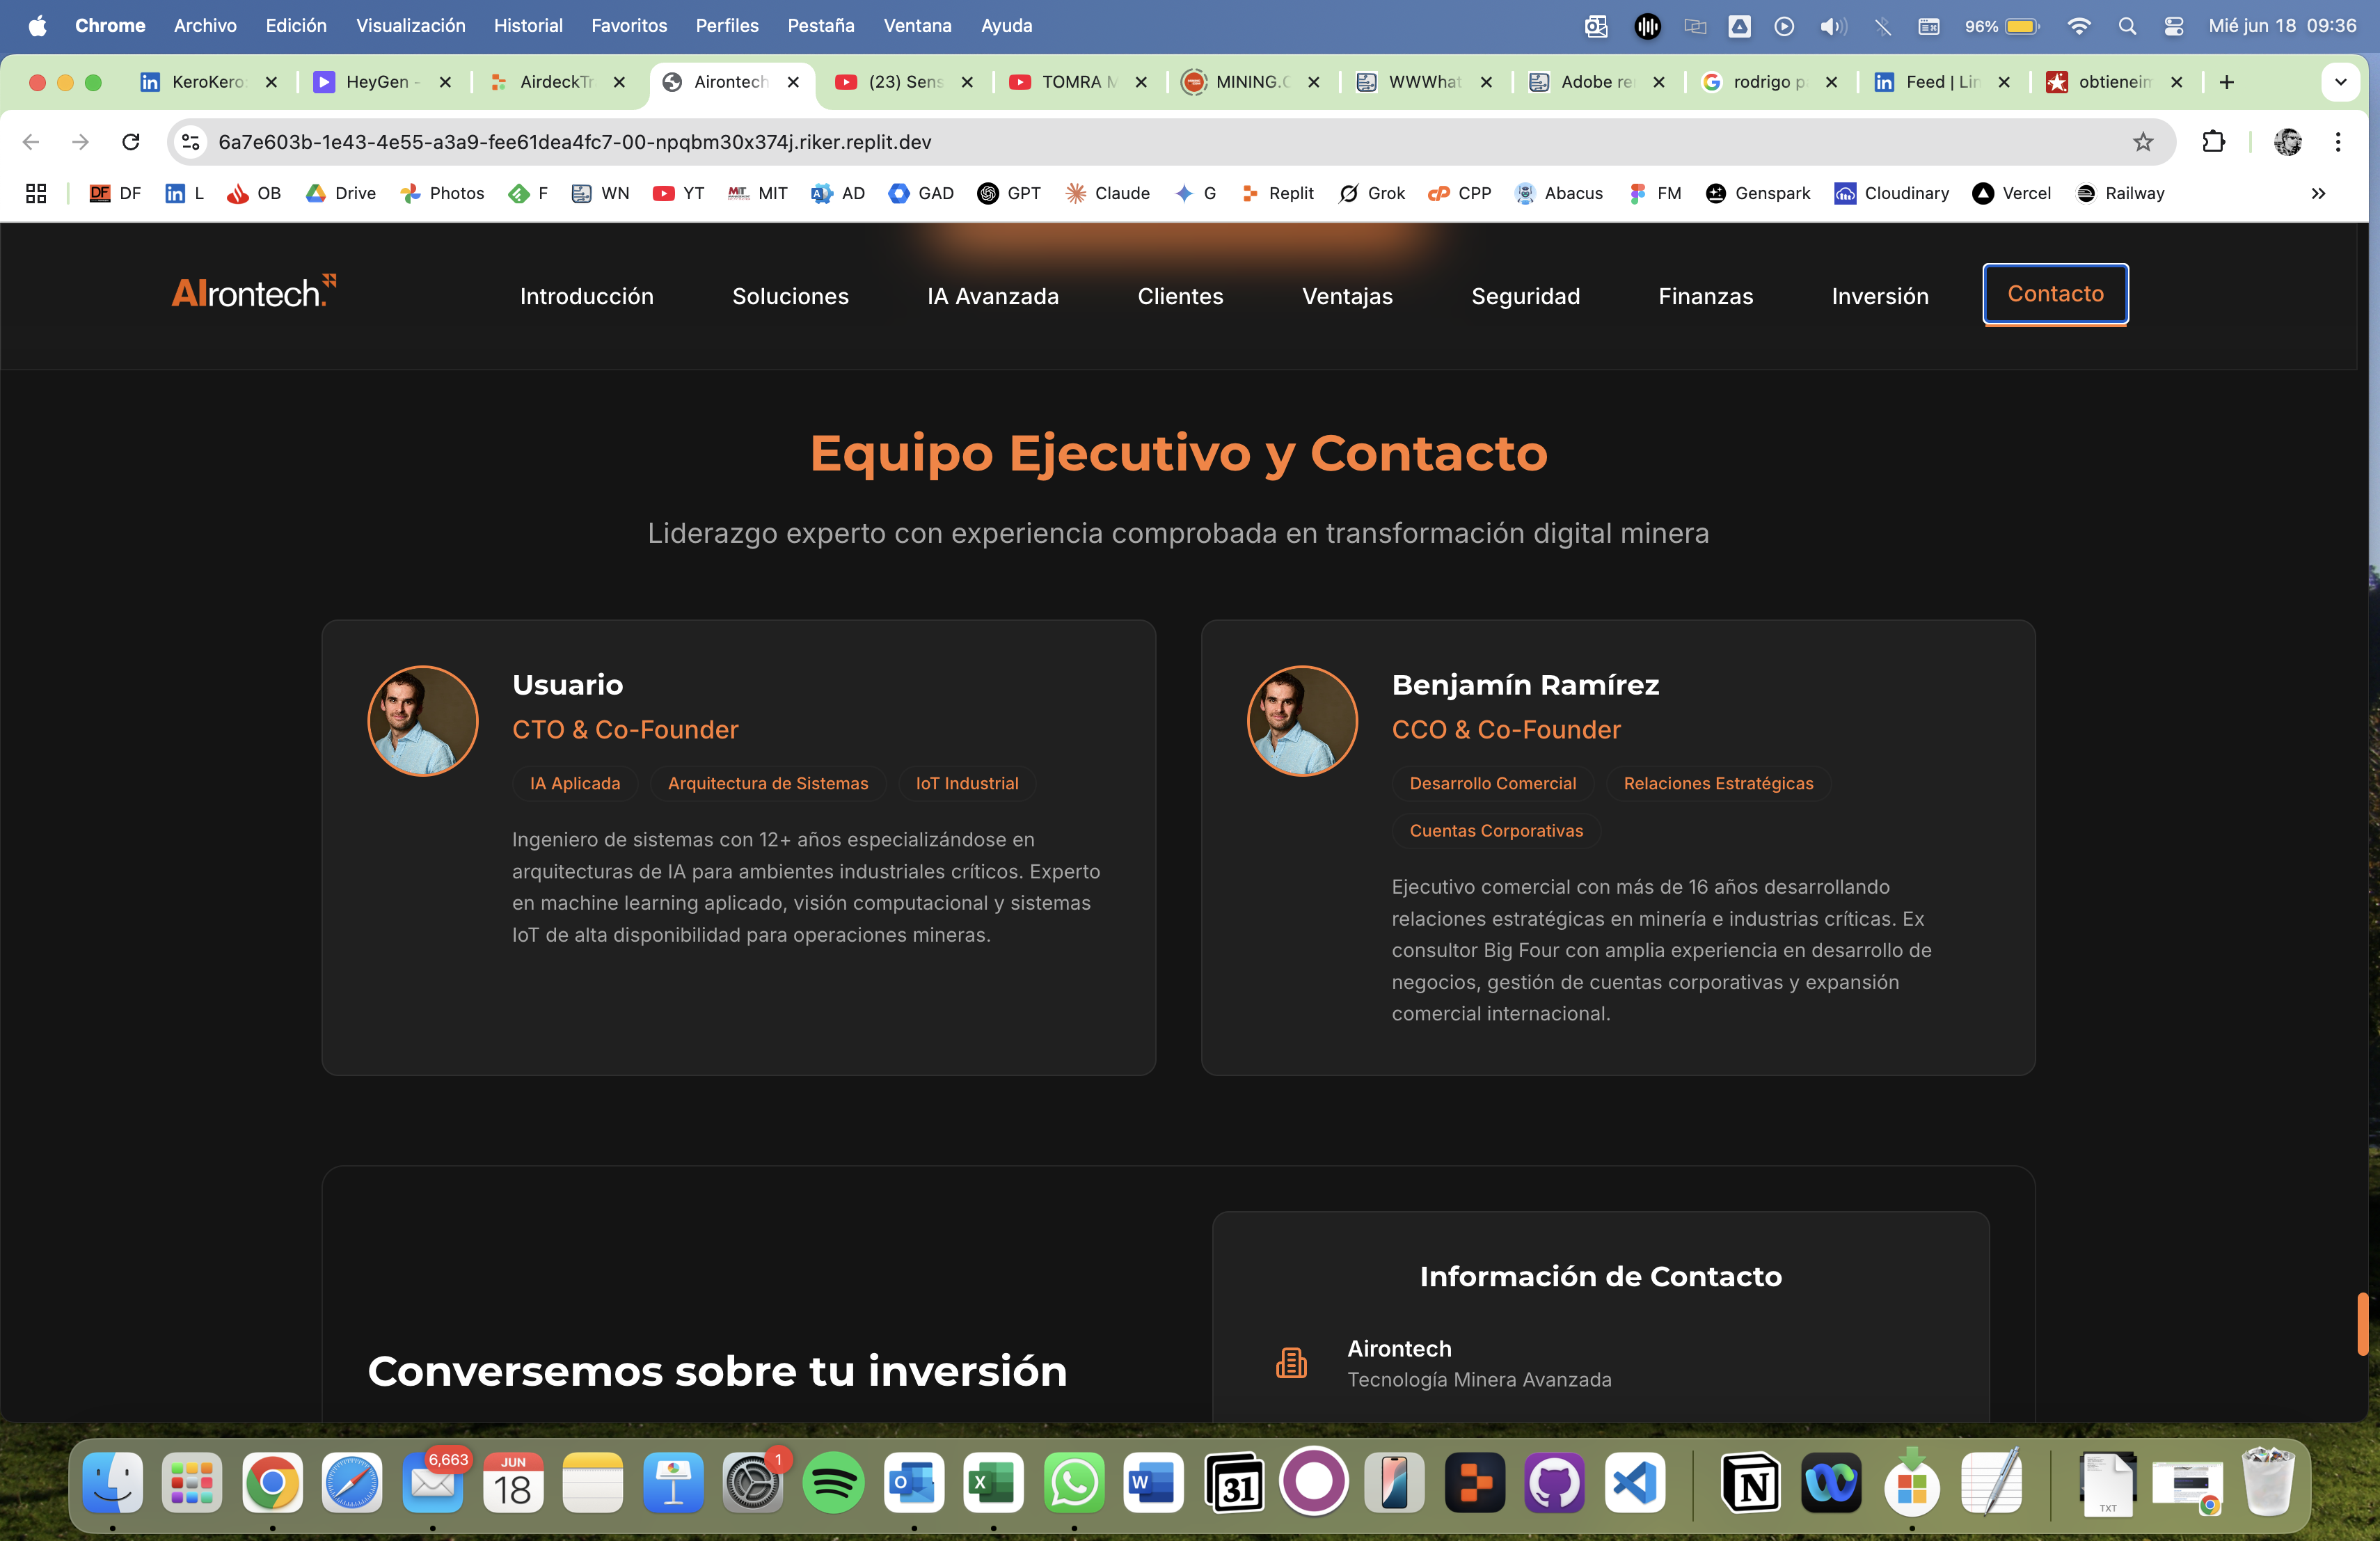 Chrome Archivo Edición Visualización Historial Favoritos Perfiles Pestaña Ventana Ayuda 96% Mié jun 18 09:36
KeroKero HeyGen - AirdeckTr Airontech (23) Sens TOMRA M MINING.C WWWhat Adobe re rodrigo p Feed | Lin obtieneim
6a7e603b-1e43-4e55-a3a9-fee61dea4fc7-00-npqbm30x374j.riker.replit.dev
DF DF L OB Drive Photos F WN YT MIT MIT AD GAD GPT Claude G Replit Grok CPP Abacus FM Genspark Cloudinary Vercel Railway
AIrontech. Introducción Soluciones IA Avanzada Clientes Ventajas Seguridad Finanzas Inversión Contacto
Equipo Ejecutivo y Contacto
Liderazgo experto con experiencia comprobada en transformación digital minera
Usuario
CTO & Co-Founder
IA Aplicada Arquitectura de Sistemas IoT Industrial
Ingeniero de sistemas con 12+ años especializándose en
arquitecturas de IA para ambientes industriales críticos. Experto
en machine learning aplicado, visión computacional y sistemas
IoT de alta disponibilidad para operaciones mineras.
Benjamín Ramírez
CCO & Co-Founder
Desarrollo Comercial Relaciones Estratégicas
Cuentas Corporativas
Ejecutivo comercial con más de 16 años desarrollando
relaciones estratégicas en minería e industrias críticas. Ex
consultor Big Four con amplia experiencia en desarrollo de
negocios, gestión de cuentas corporativas y expansión
comercial internacional.
Conversemos sobre tu inversión
Información de Contacto
Airontech
Tecnología Minera Avanzada
6,663 JUN 18 1 31 TXT